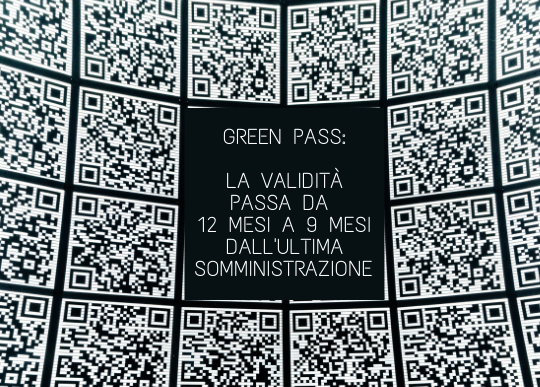 GREEN PASS:
LA VALIDITÀ
PASSA DA
12 MESI A 9 MESI
DALL'ULTIMA
SOMMINISTRAZIONE